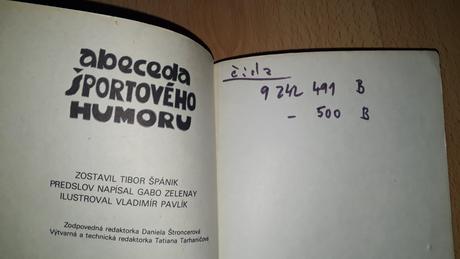 abeceda
ŠPORTOVÉHO
HUMORU
ZOSTAVIL TIBOR ŠPÁNIK
PREDSLOV NAPÍSAL GABO ZELENAY
ILUSTROVAL VLADIMÍR PAVLÍK
Zodpovedná redaktorka Daniela Štroncerová
Výtvarná a technická redaktorka Tatiana Tarhaničová
9 242 491 B
- 500 B